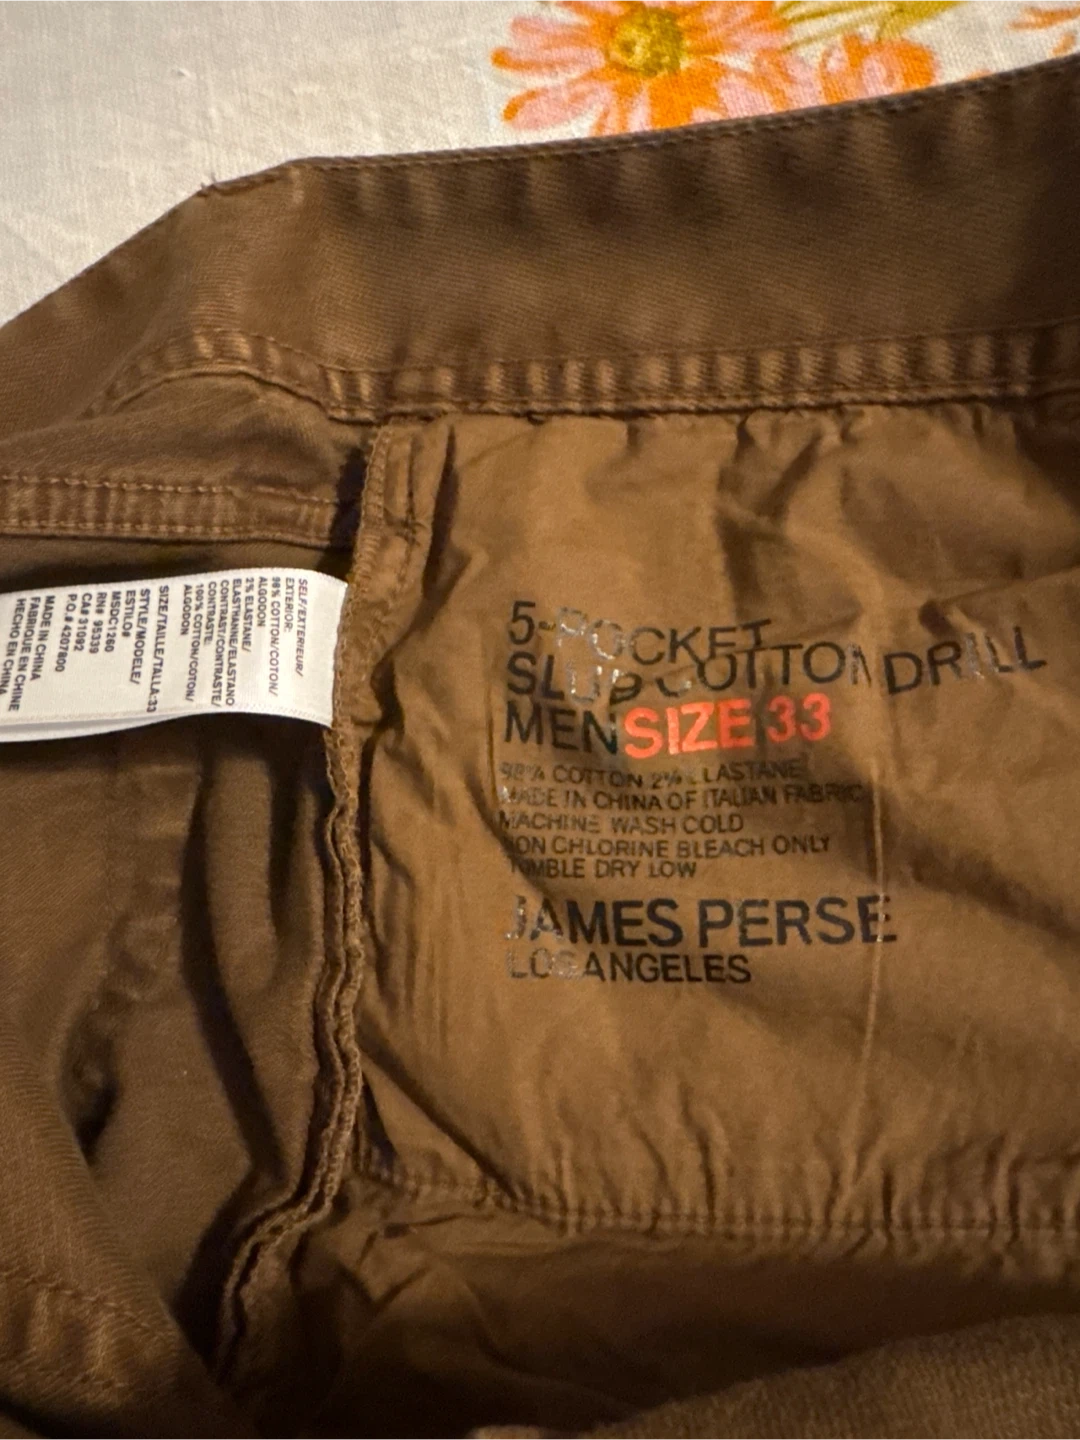 5-POCKET
SLUB COTTON DRILL
MEN SIZE 33
98% COTTON 2% ELASTANE
MADE IN CHINA OF ITALIAN FABRIC
MACHINE WASH COLD
NON CHLORINE BLEACH ONLY
TUMBLE DRY LOW
JAMES PERSE
LOS ANGELES
SELF/EXTERIEUR/
EXTERIOR:
98% COTTON/COTON/
ALGODON
2% ELASTANE/
ELASTHANNE/ELASTANO
CONTRAST/CONTRASTE/
CONTRASTE:
100% COTTON/COTON/
ALGODON
SIZE/TAILLE/TALLA:33
STYLE/MODELE/
ESTILO#
MSDC1260
RN# 95339
CA# 31092
P.O.# 4207800
MADE IN CHINA
FABRIQUE EN CHINE
HECHO EN CHINA